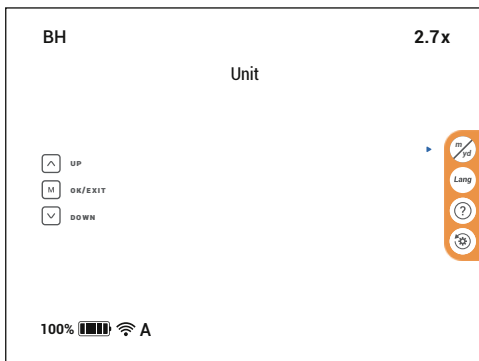 BH 2.7x
Unit
m/yd
UP
Lang
M OK/EXIT
?
DOWN
100% A